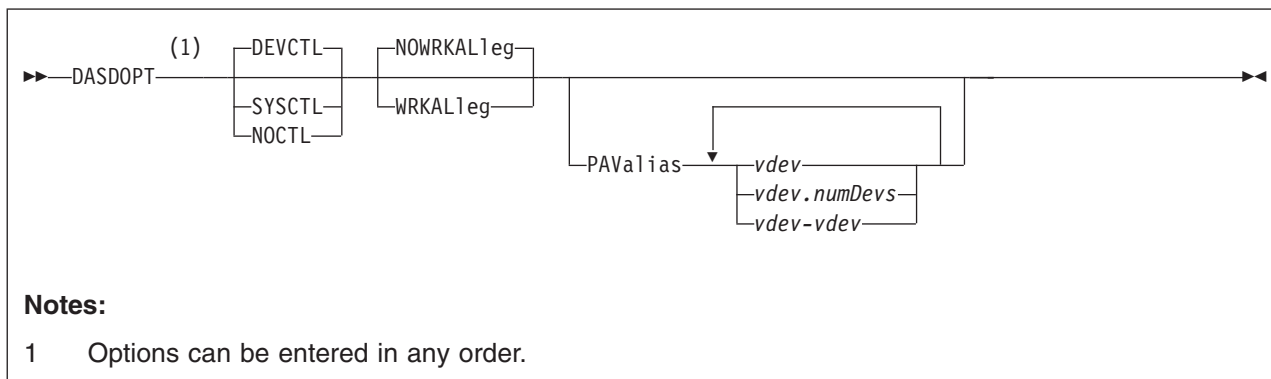 (1)
DEVCTL NOWRKALleg
►►—DASDOPT
SYSCTL WRKALleg
NOCTL
PAValias vdev
vdev.numDevs
vdev-vdev
Notes:
1 Options can be entered in any order.